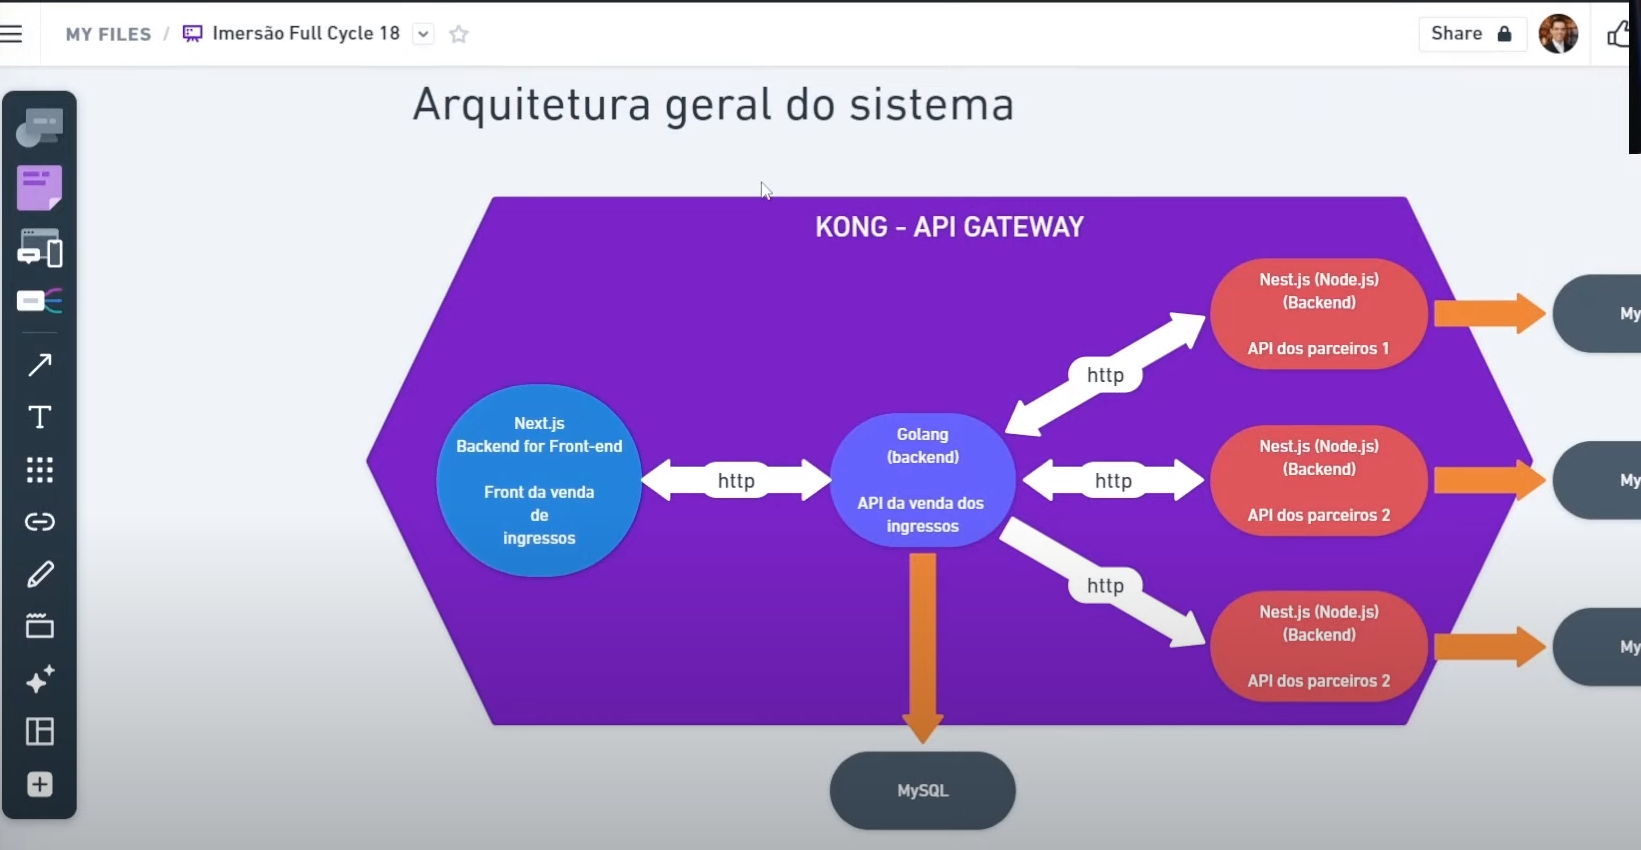 MY FILES / Imersão Full Cycle 18
Share
Arquitetura geral do sistema
KONG - API GATEWAY
Nest.js (Node.js)
(Backend)
API dos parceiros 1
My
http
Next.js
Backend for Front-end
Front da venda
de
ingressos
http
Golang
(backend)
API da venda dos
ingressos
http
Nest.js (Node.js)
(Backend)
API dos parceiros 2
My
http
Nest.js (Node.js)
(Backend)
API dos parceiros 2
My
MySQL